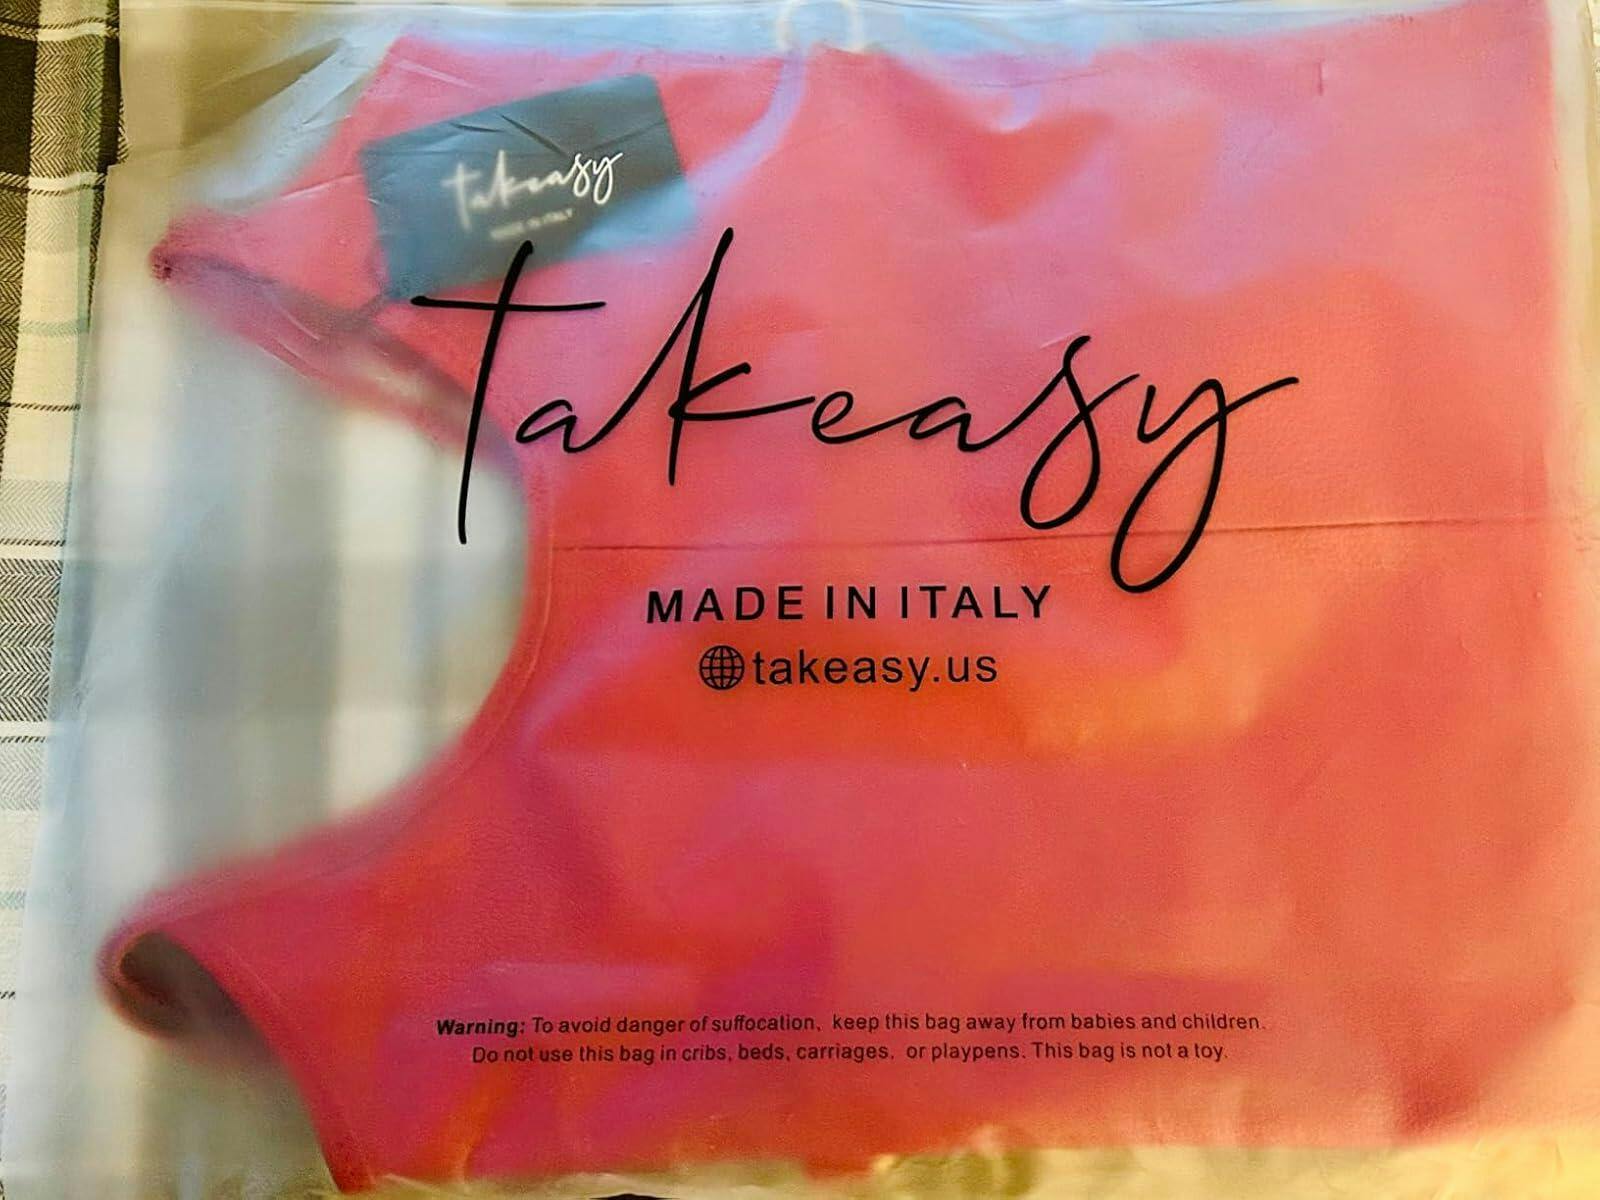 takeasy
MADE IN ITALY
takeasy
MADE IN ITALY
takeasy.us
Warning: To avoid danger of suffocation, keep this bag away from babies and children.
Do not use this bag in cribs, beds, carriages, or playpens. This bag is not a toy.